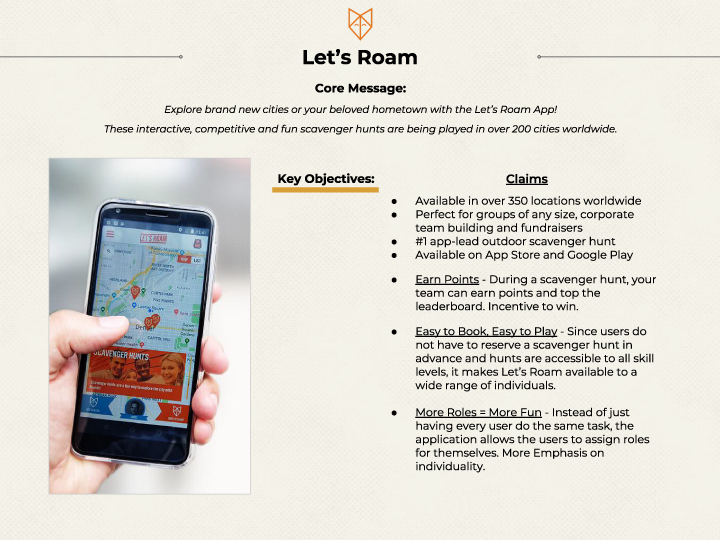 Let's Roam
Core Message:
Explore brand new cities or your beloved hometown with the Let's Roam App!
These interactive, competitive and fun scavenger hunts are being played in over 200 cities worldwide.
LET'S ROAM
Denver
SCAVENGER HUNTS
Key Objectives:
Claims
● Available in over 350 locations worldwide
● Perfect for groups of any size, corporate
team building and fundraisers
● #1 app-lead outdoor scavenger hunt
● Available on App Store and Google Play
● Earn Points - During a scavenger hunt, your
team can earn points and top the
leaderboard. Incentive to win.
● Easy to Book, Easy to Play - Since users do
not have to reserve a scavenger hunt in
advance and hunts are accessible to all skill
levels, it makes Let's Roam available to a
wide range of individuals.
● More Roles = More Fun - Instead of just
having every user do the same task, the
application allows the users to assign roles
for themselves. More Emphasis on
individuality.